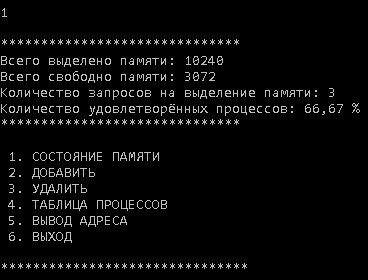 1
******************************
Всего выделено памяти: 10240
Всего свободно памяти: 3072
Количество запросов на выделение памяти: 3
Количество удовлетворённых процессов: 66,67 %
******************************
1. СОСТОЯНИЕ ПАМЯТИ
2. ДОБАВИТЬ
3. УДАЛИТЬ
4. ТАБЛИЦА ПРОЦЕССОВ
5. ВЫВОД АДРЕСА
6. ВЫХОД
*******************************